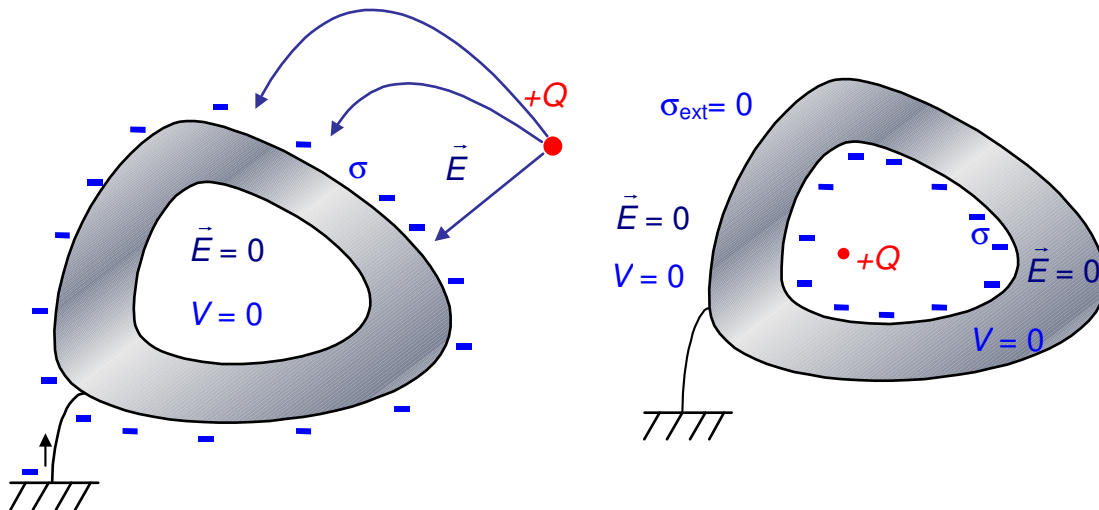 +Q
σ
E⃗
E⃗ = 0
V = 0
σext= 0
E⃗ = 0
V = 0
+Q
σ
E⃗ = 0
V = 0